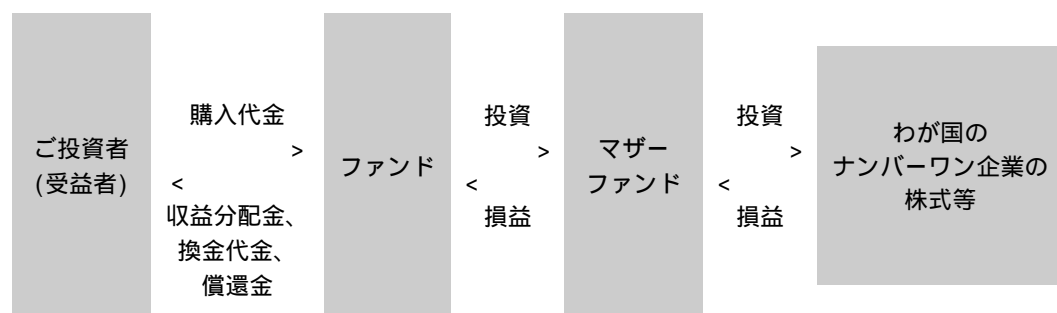 ご投資者
(受益者)
購入代金
>
<
収益分配金、
換金代金、
償還金
ファンド
投資
>
<
損益
マザー
ファンド
投資
>
<
損益
わが国の
ナンバーワン企業の
株式等